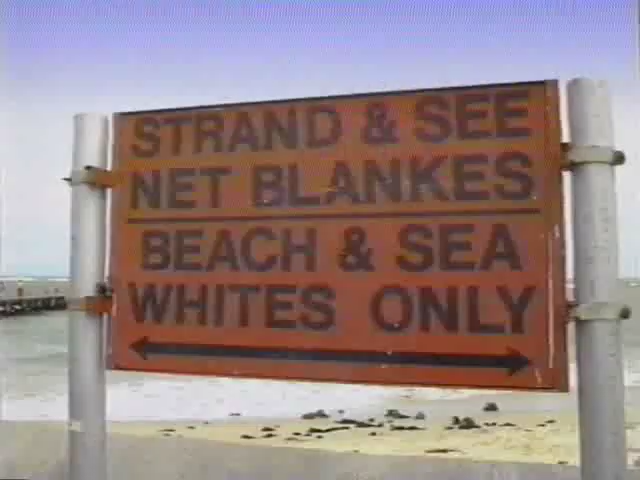 STRAND & SEE
NET BLANKES
BEACH & SEA
WHITES ONLY